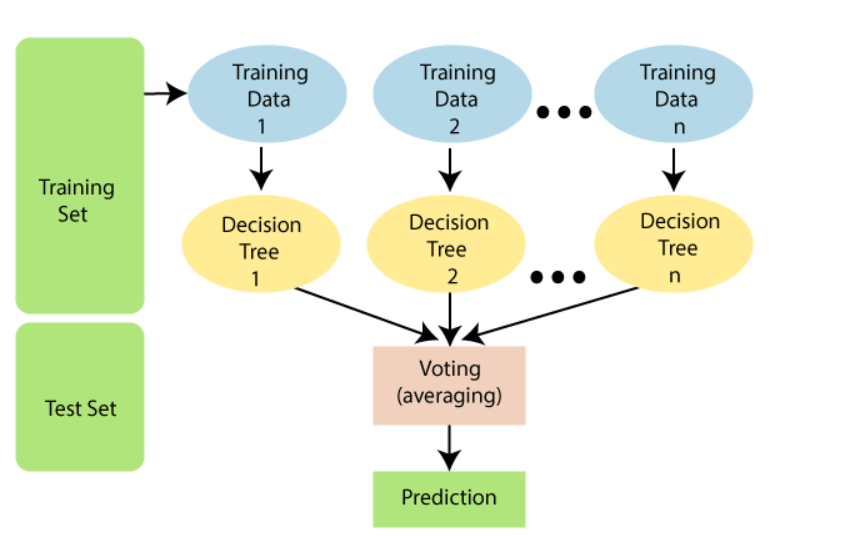 Training
Set
Training
Data
1
Training
Data
2
Training
Data
n
Decision
Tree
1
Decision
Tree
2
Decision
Tree
n
Test Set
Voting
(averaging)
Prediction